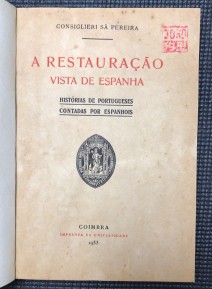 CONSIGLIERI SÁ PEREIRA
A RESTAURAÇÃO
VISTA DE ESPANHA
HISTÓRIAS DE PORTUGUESES
CONTADAS POR ESPANHOIS
COIMBRA
IMPRENSA DA UNIVERSIDADE